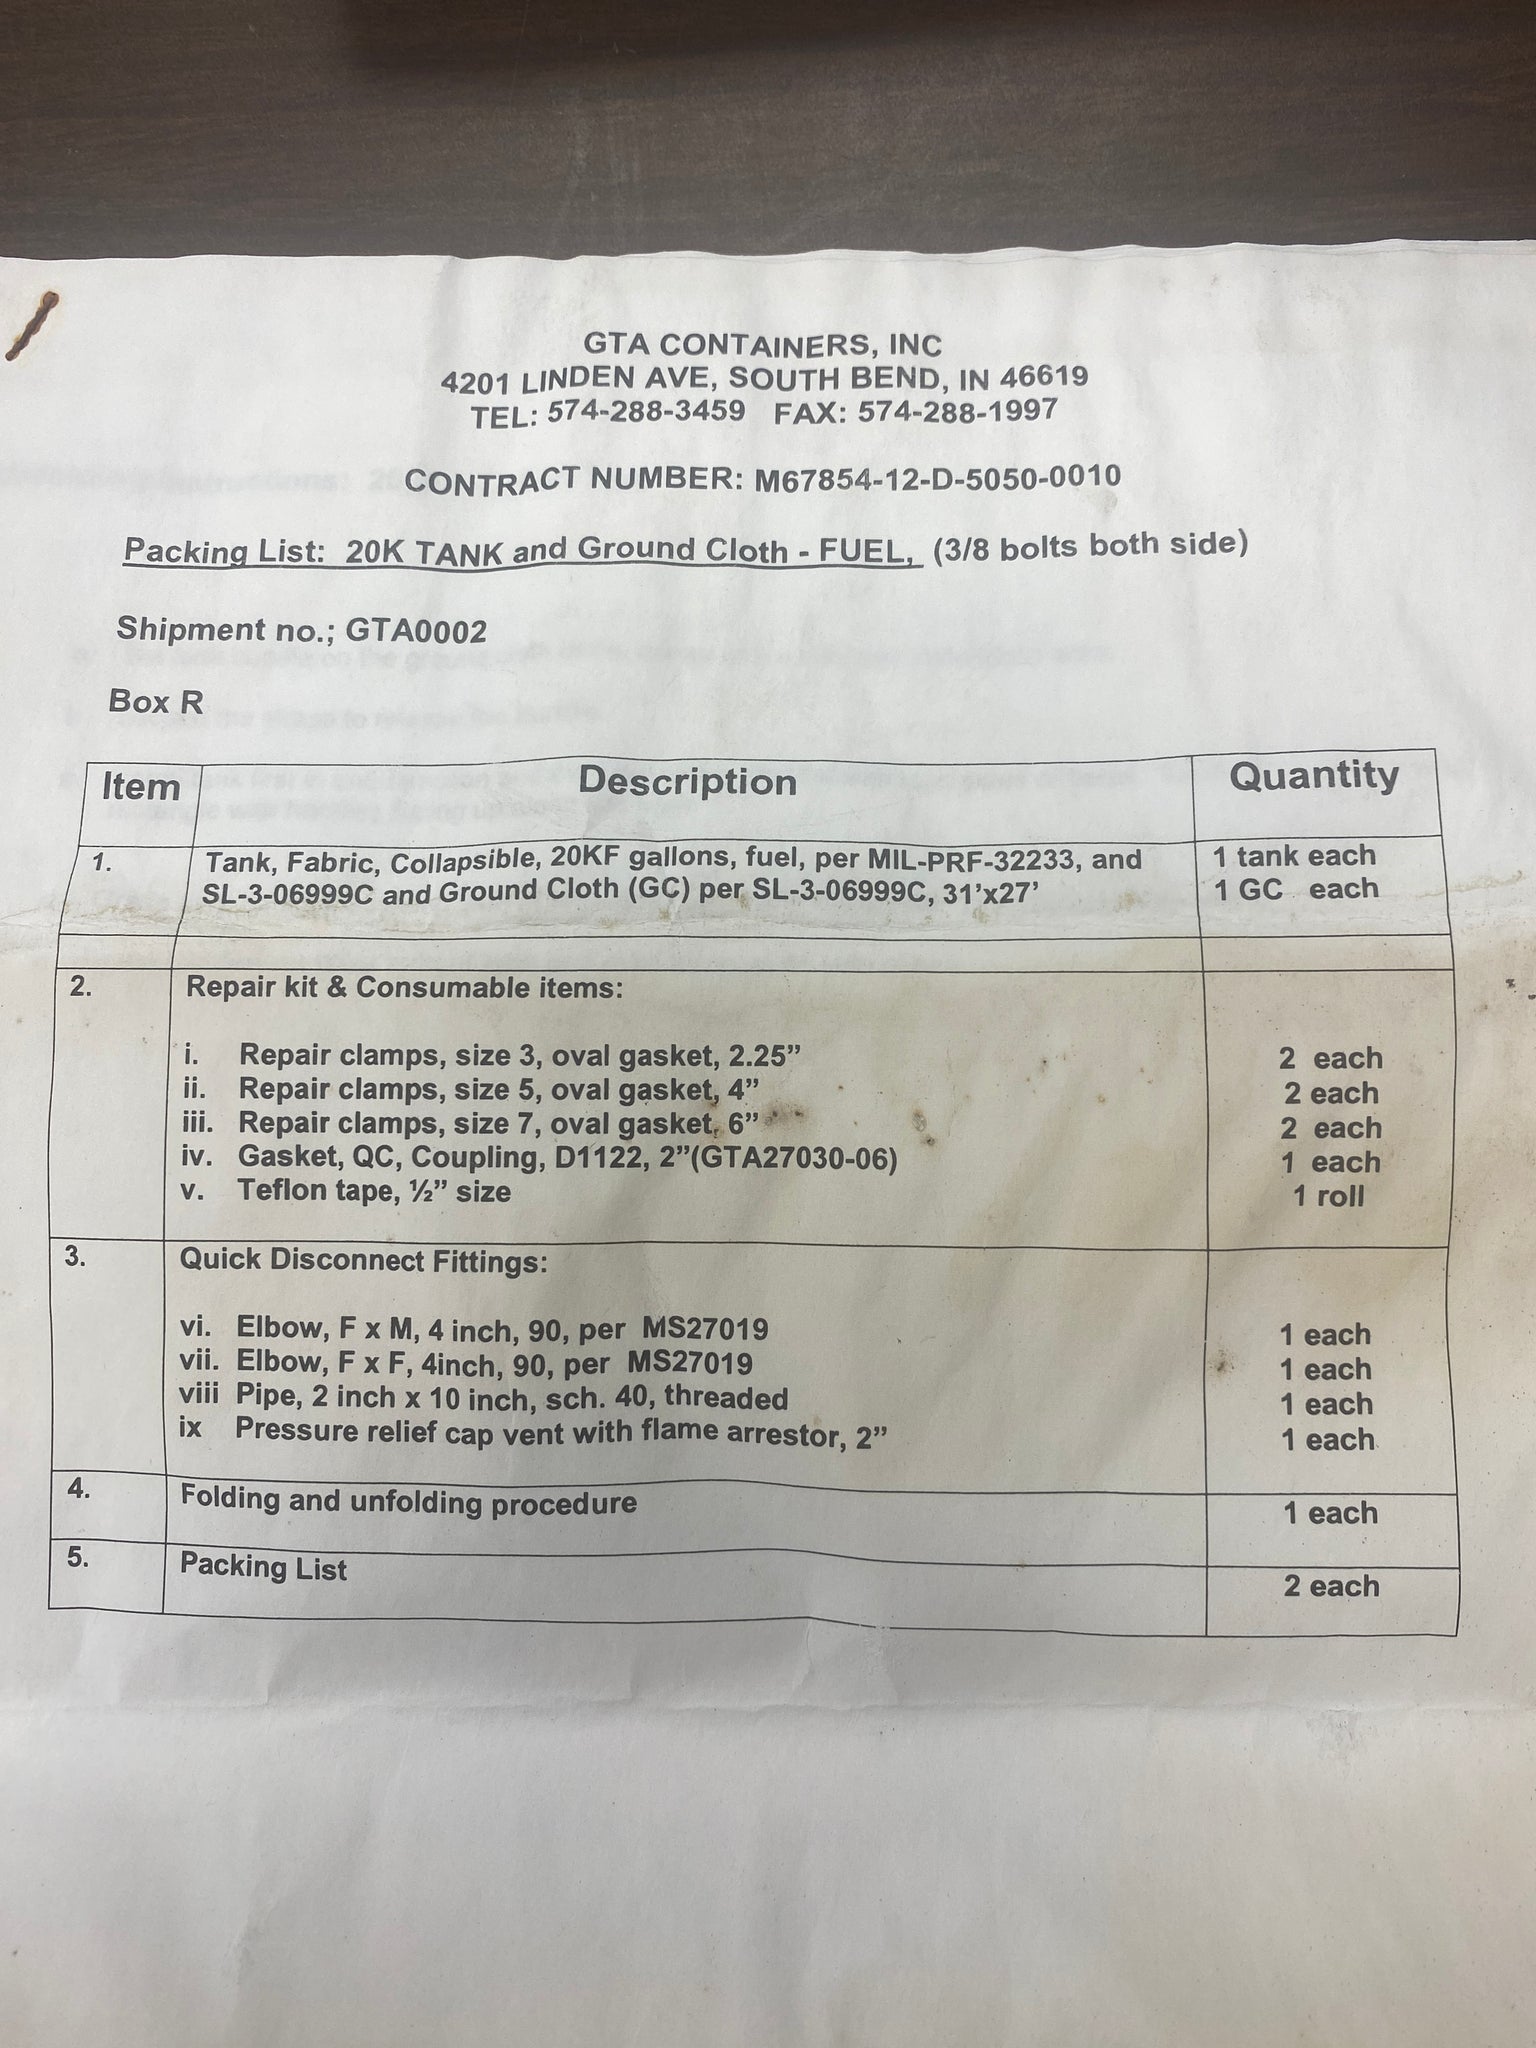 GTA CONTAINERS, INC
4201 LINDEN AVE, SOUTH BEND, IN 46619
TEL: 574-288-3459 FAX: 574-288-1997
CONTRACT NUMBER: M67854-12-D-5050-0010
Packing List: 20K TANK and Ground Cloth - FUEL, (3/8 bolts both side)
Shipment no.; GTA0002
Box R
Item Description Quantity
1. Tank, Fabric, Collapsible, 20KF gallons, fuel, per MIL-PRF-32233, and 1 tank each
SL-3-06999C and Ground Cloth (GC) per SL-3-06999C, 31'x27' 1 GC each
2. Repair kit & Consumable items:
i. Repair clamps, size 3, oval gasket, 2.25” 2 each
ii. Repair clamps, size 5, oval gasket, 4” 2 each
iii. Repair clamps, size 7, oval gasket, 6” 2 each
iv. Gasket, QC, Coupling, D1122, 2”(GTA27030-06) 1 each
v. Teflon tape, ½” size 1 roll
3. Quick Disconnect Fittings:
vi. Elbow, F x M, 4 inch, 90, per MS27019 1 each
vii. Elbow, F x F, 4inch, 90, per MS27019 1 each
viii Pipe, 2 inch x 10 inch, sch. 40, threaded 1 each
ix Pressure relief cap vent with flame arrestor, 2” 1 each
4. Folding and unfolding procedure 1 each
5. Packing List 2 each